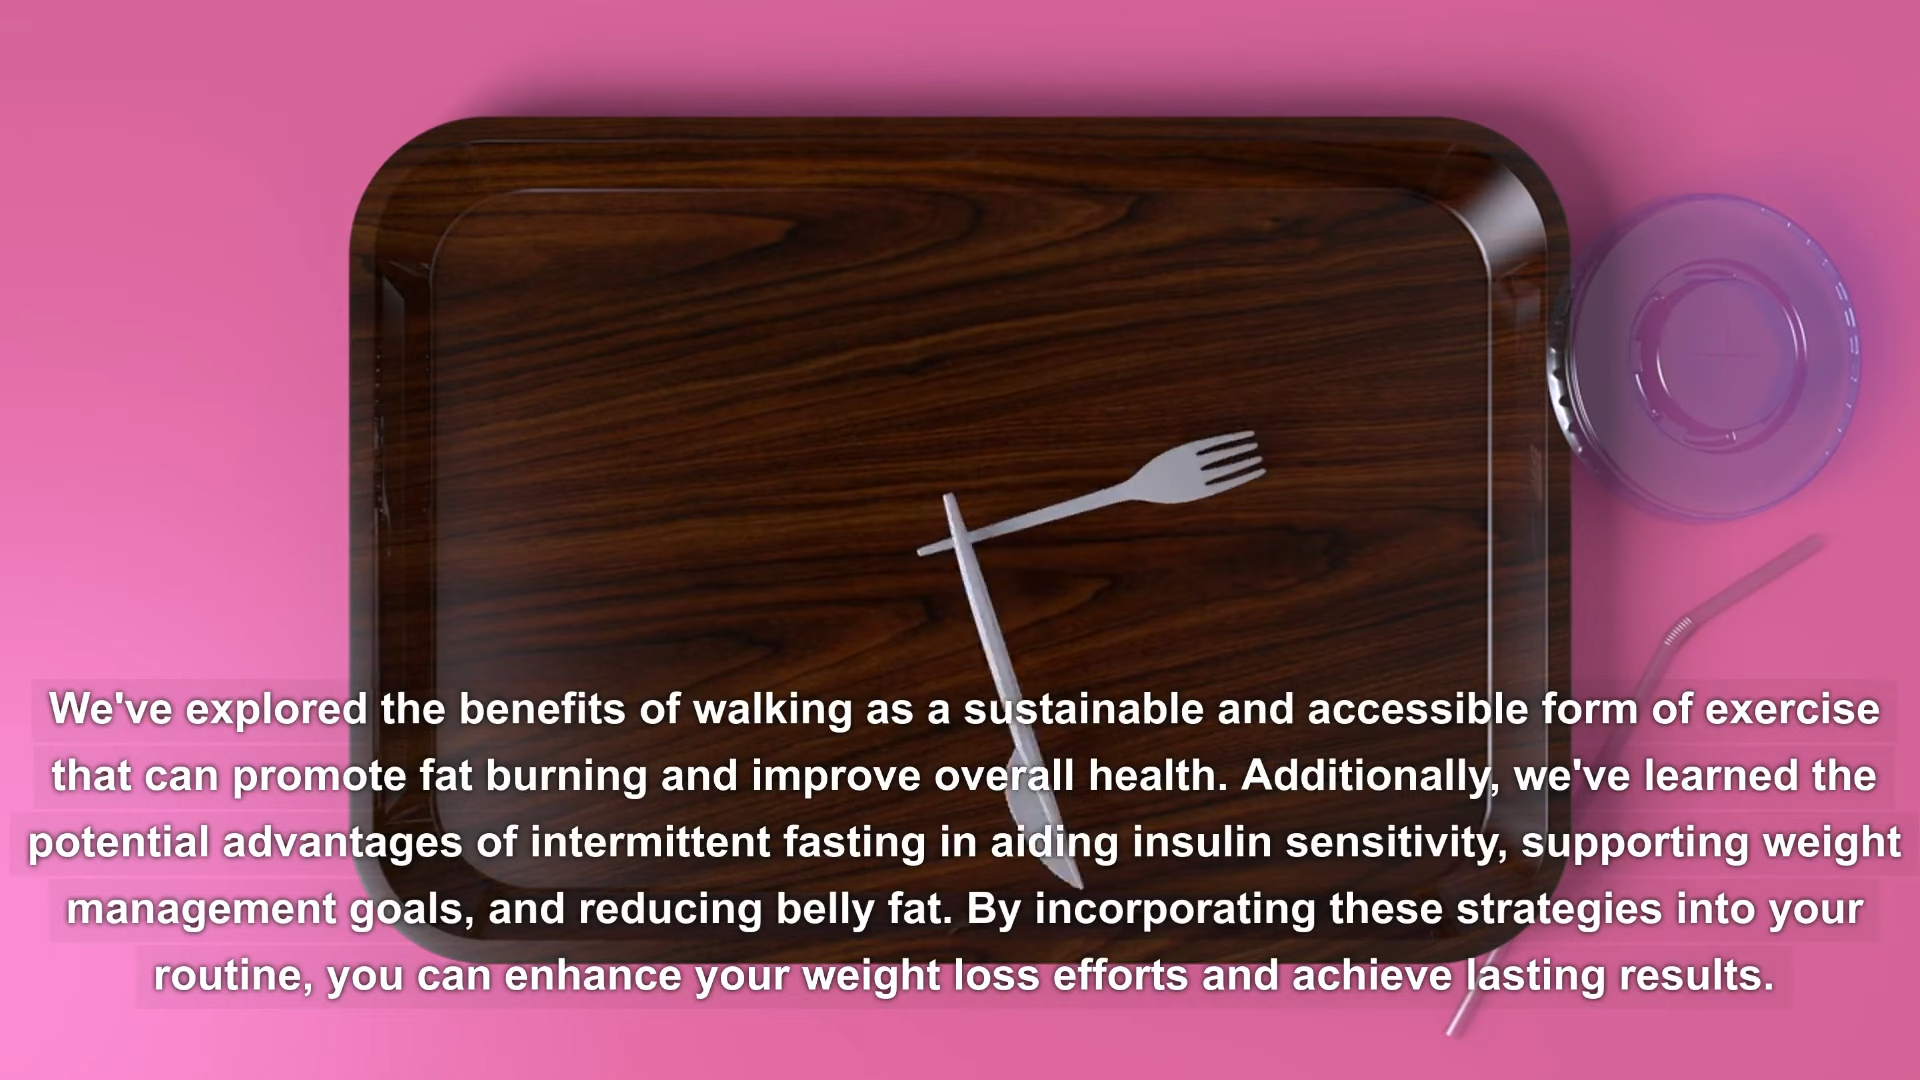 We've explored the benefits of walking as a sustainable and accessible form of exercise
that can promote fat burning and improve overall health. Additionally, we've learned the
potential advantages of intermittent fasting in aiding insulin sensitivity, supporting weight
management goals, and reducing belly fat. By incorporating these strategies into your
routine, you can enhance your weight loss efforts and achieve lasting results.